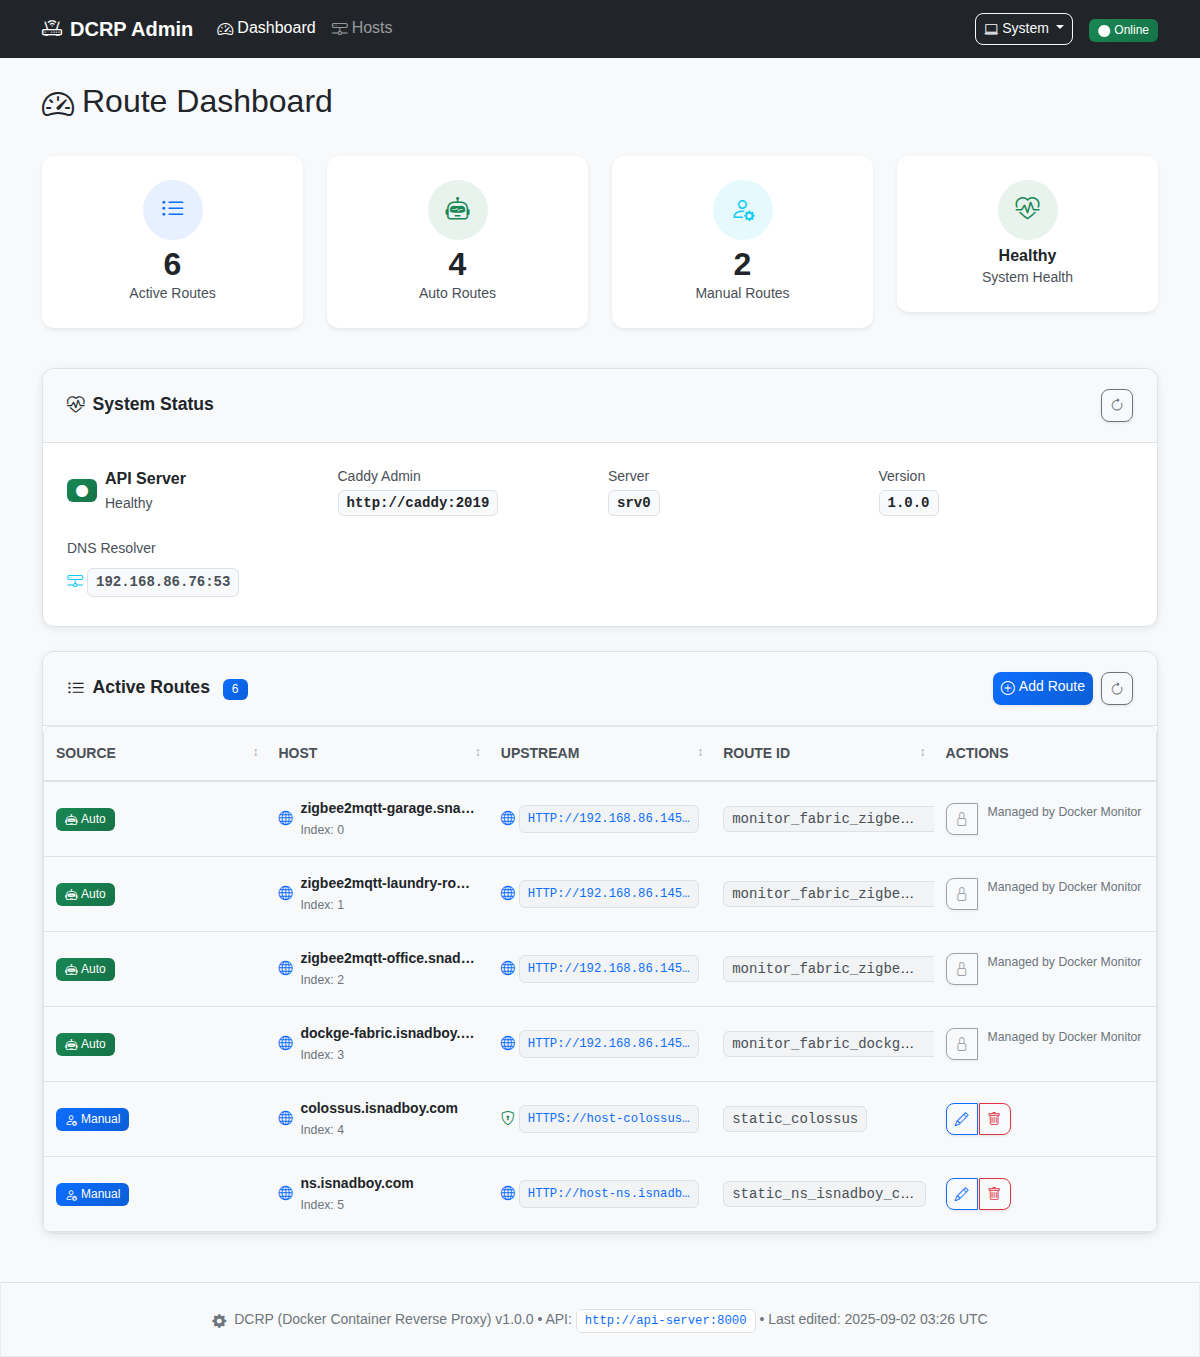 DCRP Admin Dashboard Hosts System Online
Route Dashboard
6
Active Routes
4
Auto Routes
2
Manual Routes
Healthy
System Health
System Status
API Server
Healthy
Caddy Admin
http://caddy:2019
Server
srv0
Version
1.0.0
DNS Resolver
192.168.86.76:53
Active Routes 6 Add Route
SOURCE ↕ HOST ↕ UPSTREAM ↕ ROUTE ID ↕ ACTIONS
Auto zigbee2mqtt-garage.sna… HTTP://192.168.86.145… monitor_fabric_zigbe… Managed by Docker Monitor
Index: 0
Auto zigbee2mqtt-laundry-ro… HTTP://192.168.86.145… monitor_fabric_zigbe… Managed by Docker Monitor
Index: 1
Auto zigbee2mqtt-office.snad… HTTP://192.168.86.145… monitor_fabric_zigbe… Managed by Docker Monitor
Index: 2
Auto dockge-fabric.isnadboy.… HTTP://192.168.86.145… monitor_fabric_dockg… Managed by Docker Monitor
Index: 3
Manual colossus.isnadboy.com HTTPS://host-colossus… static_colossus
Index: 4
Manual ns.isnadboy.com HTTP://host-ns.isnadb… static_ns_isnadboy_c…
Index: 5
DCRP (Docker Container Reverse Proxy) v1.0.0 • API: http://api-server:8000 • Last edited: 2025-09-02 03:26 UTC